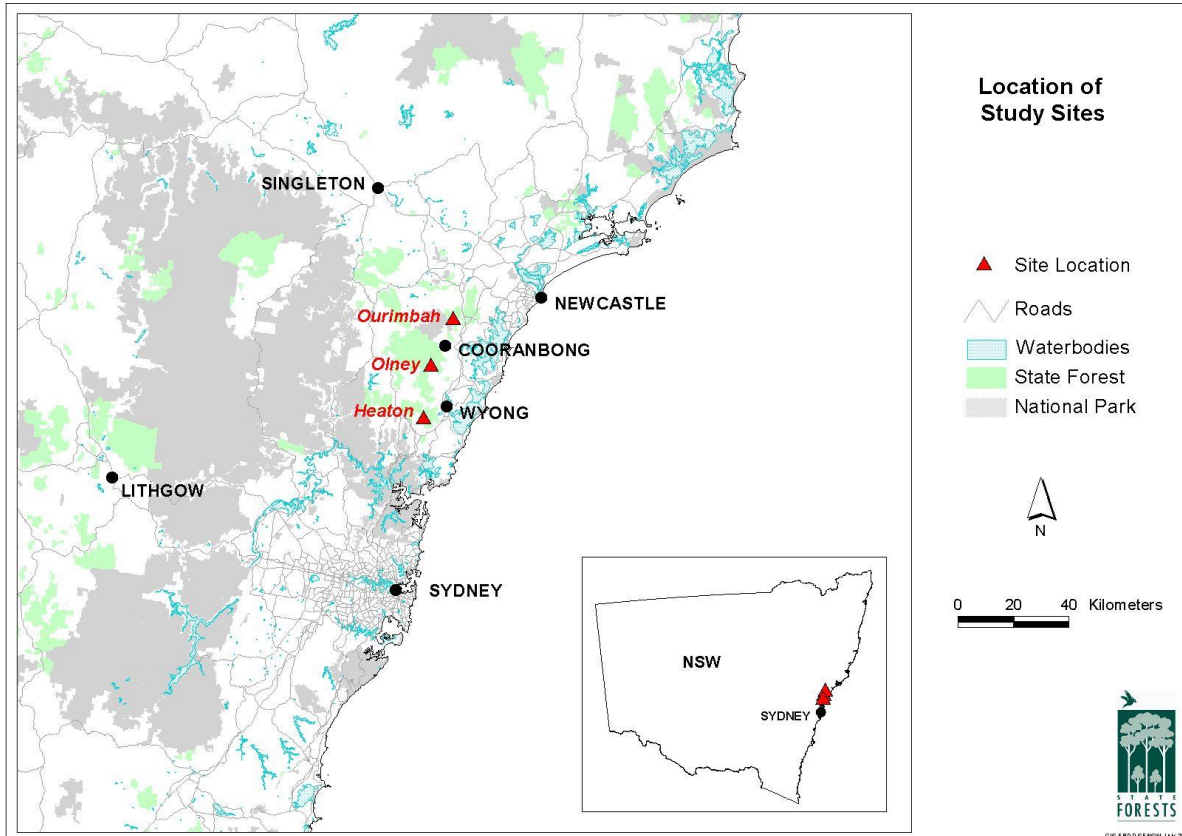 Location of
Study Sites
SINGLETON
NEWCASTLE
Ourimbah
COORANBONG
Olney
Heaton
WYONG
LITHGOW
SYDNEY
Site Location
Roads
Waterbodies
State Forest
National Park
N
0 20 40 Kilometers
NSW
SYDNEY
STATE
FORESTS